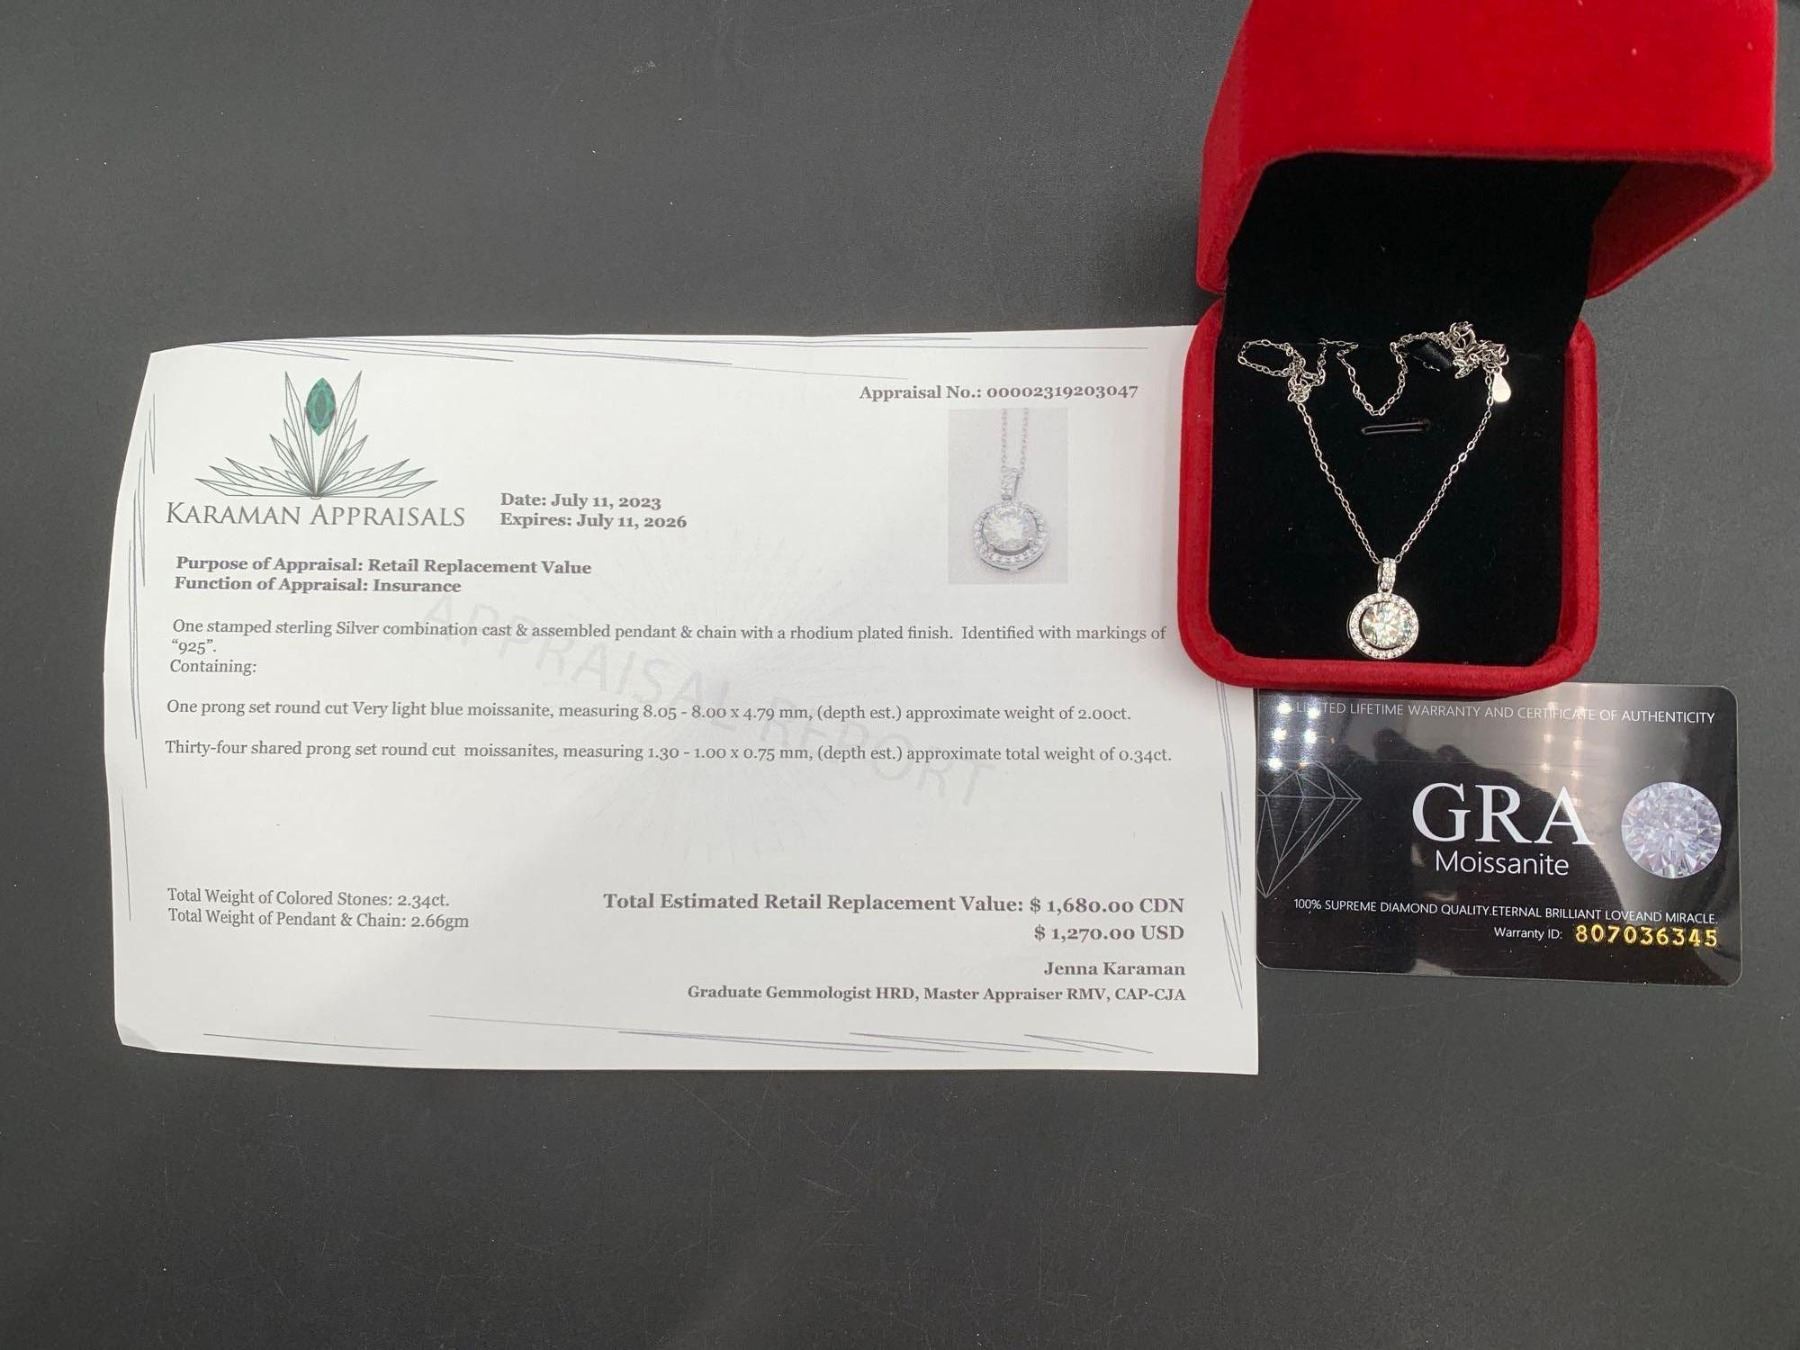 Appraisal No.: 00002319203047
KARAMAN APPRAISALS
Date: July 11, 2023
Expires: July 11, 2026
Purpose of Appraisal: Retail Replacement Value
Function of Appraisal: Insurance
One stamped sterling Silver combination cast & assembled pendant & chain with a rhodium plated finish. Identified with markings of
“925”.
Containing:
One prong set round cut Very light blue moissanite, measuring 8.05 - 8.00 x 4.79 mm, (depth est.) approximate weight of 2.00ct.
Thirty-four shared prong set round cut moissanites, measuring 1.30 - 1.00 x 0.75 mm, (depth est.) approximate total weight of 0.34ct.
APPRAISAL REPORT
Total Weight of Colored Stones: 2.34ct.
Total Weight of Pendant & Chain: 2.66gm
Total Estimated Retail Replacement Value: $ 1,680.00 CDN
$ 1,270.00 USD
Jenna Karaman
Graduate Gemmologist HRD, Master Appraiser RMV, CAP-CJA
LIMITED LIFETIME WARRANTY AND CERTIFICATE OF AUTHENTICITY
GRA
Moissanite
100% SUPREME DIAMOND QUALITY.ETERNAL BRILLIANT LOVEAND MIRACLE.
Warranty ID: 807036345